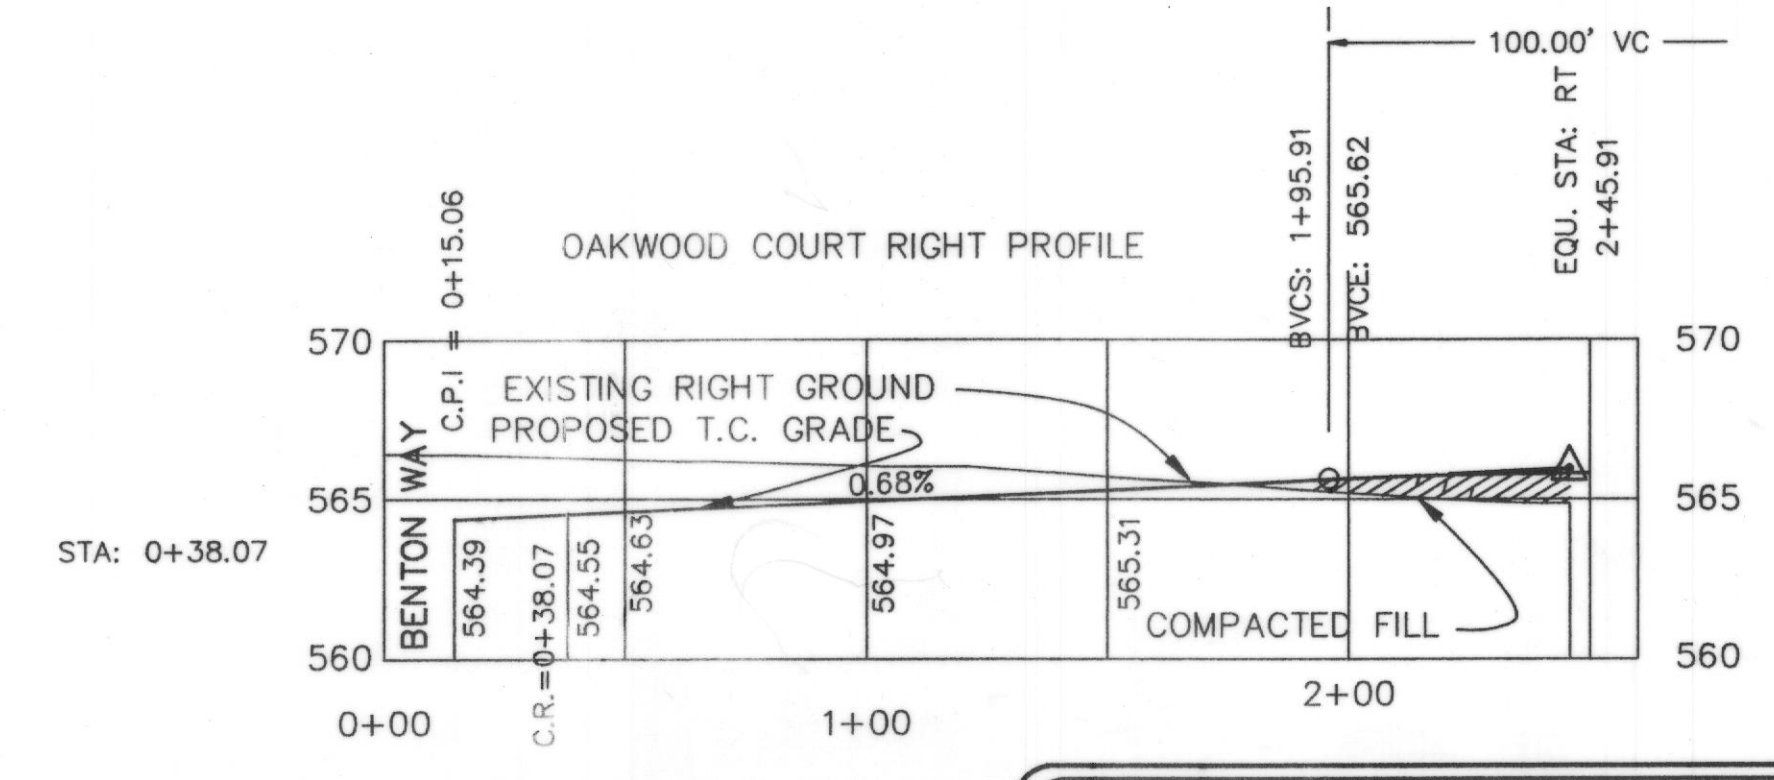 100.00' VC
EQU. STA: RT
2+45.91
BVCS: 1+95.91
BVCE: 565.62
C.P.I = 0+15.06
OAKWOOD COURT RIGHT PROFILE
570
570
EXISTING RIGHT GROUND
PROPOSED T.C. GRADE
BENTON WAY
0.68%
565
565
STA: 0+38.07
564.39
C.R.=0+38.07
564.55
564.63
564.97
565.31
COMPACTED FILL
560
560
0+00
1+00
2+00